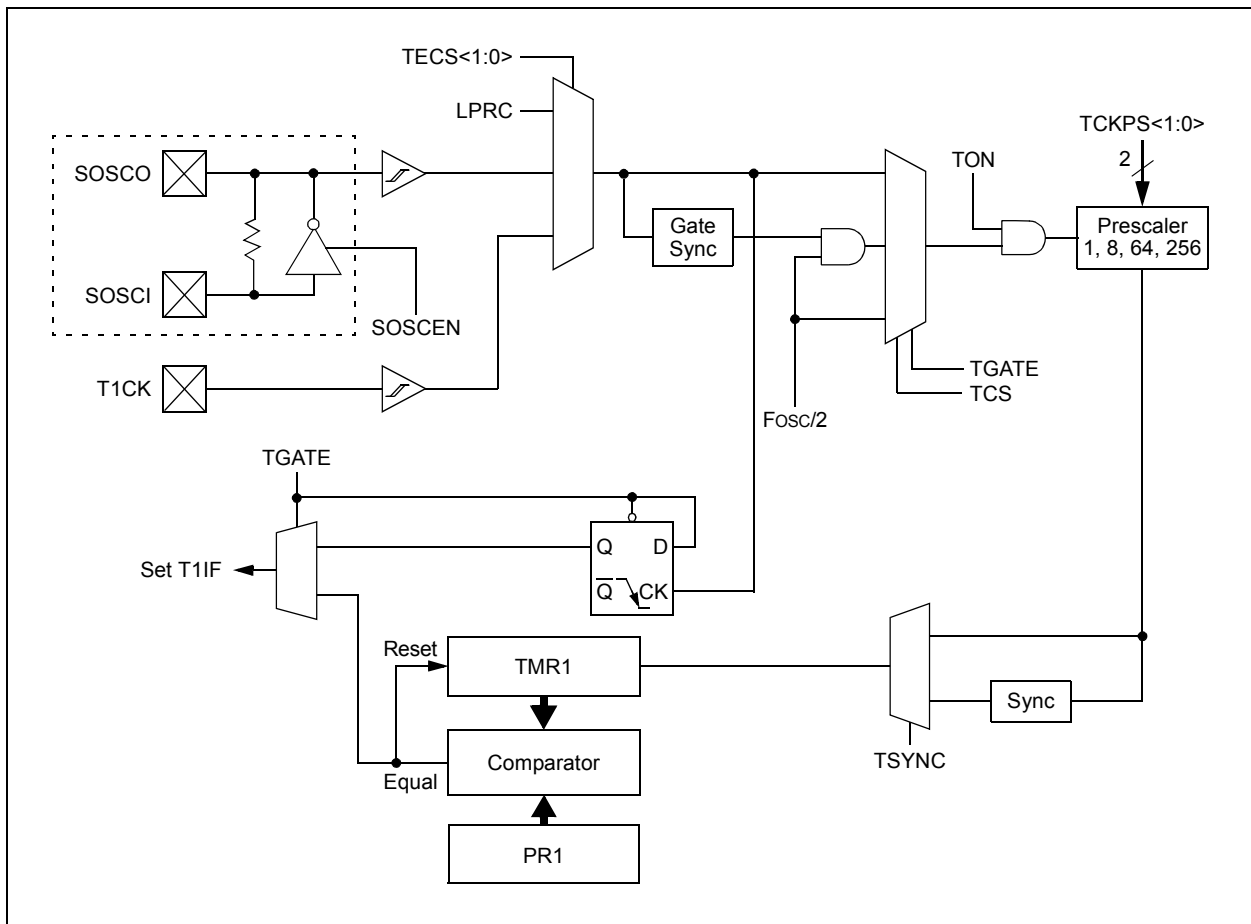 TECS<1:0>
LPRC
SOSCO
SOSCI
SOSCEN
T1CK
Gate
Sync
FOSC/2
TON
TCKPS<1:0>
2
Prescaler
1, 8, 64, 256
TGATE
TCS
TGATE
Set T1IF
Q
D
Q
CK
Reset
TMR1
Equal
Comparator
PR1
Sync
TSYNC